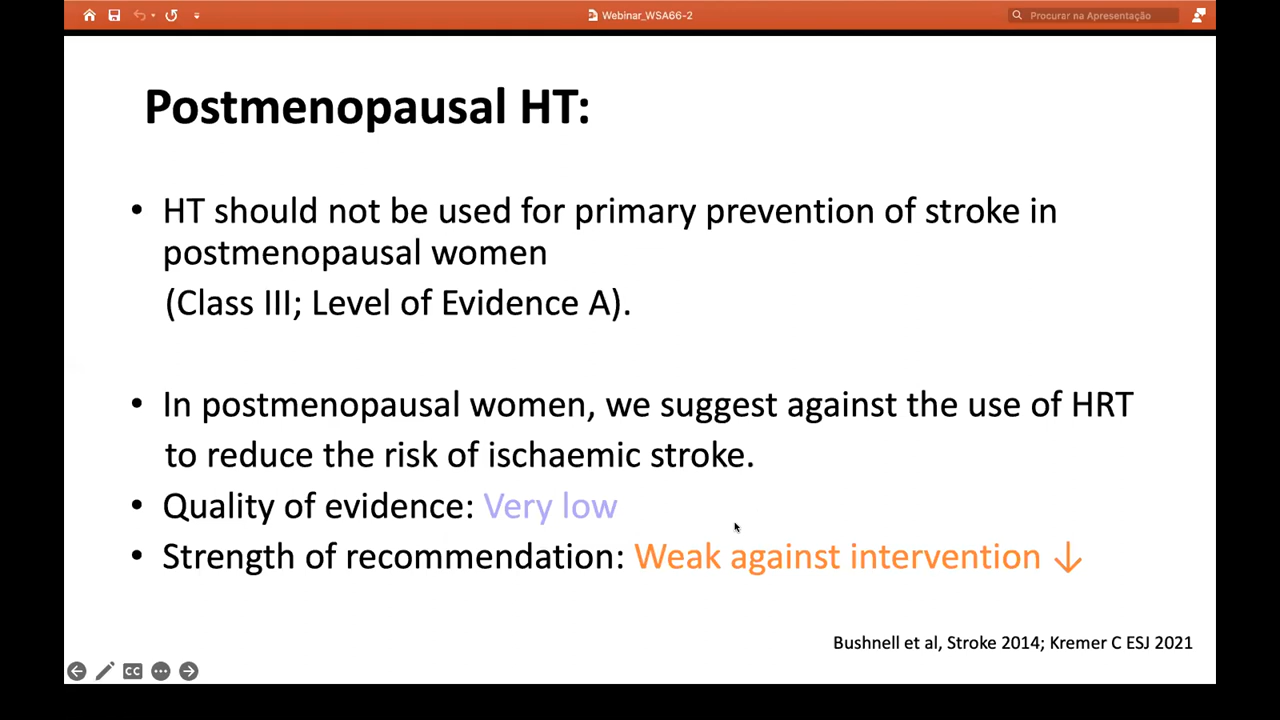 Webinar_WSA66-2
Procurar na Apresentação
Postmenopausal HT:
• HT should not be used for primary prevention of stroke in
postmenopausal women
(Class III; Level of Evidence A).
• In postmenopausal women, we suggest against the use of HRT
to reduce the risk of ischaemic stroke.
• Quality of evidence: Very low
• Strength of recommendation: Weak against intervention ↓
Bushnell et al, Stroke 2014; Kremer C ESJ 2021
CC